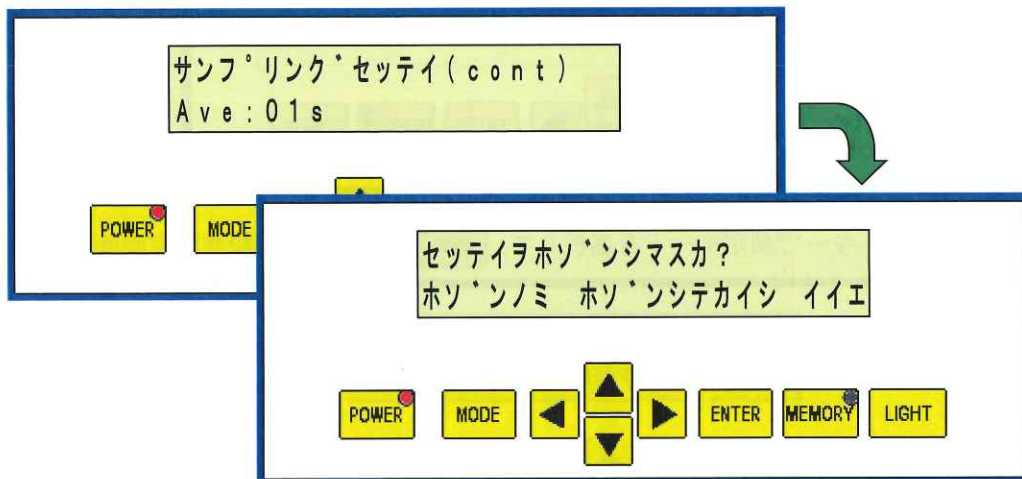 サンプリングセッテイ(cont)
Ave:01s
POWER MODE
セッテイヲホゾンシマスカ?
ホゾンノミ ホゾンシテカイシ イイエ
POWER MODE ENTER MEMORY LIGHT